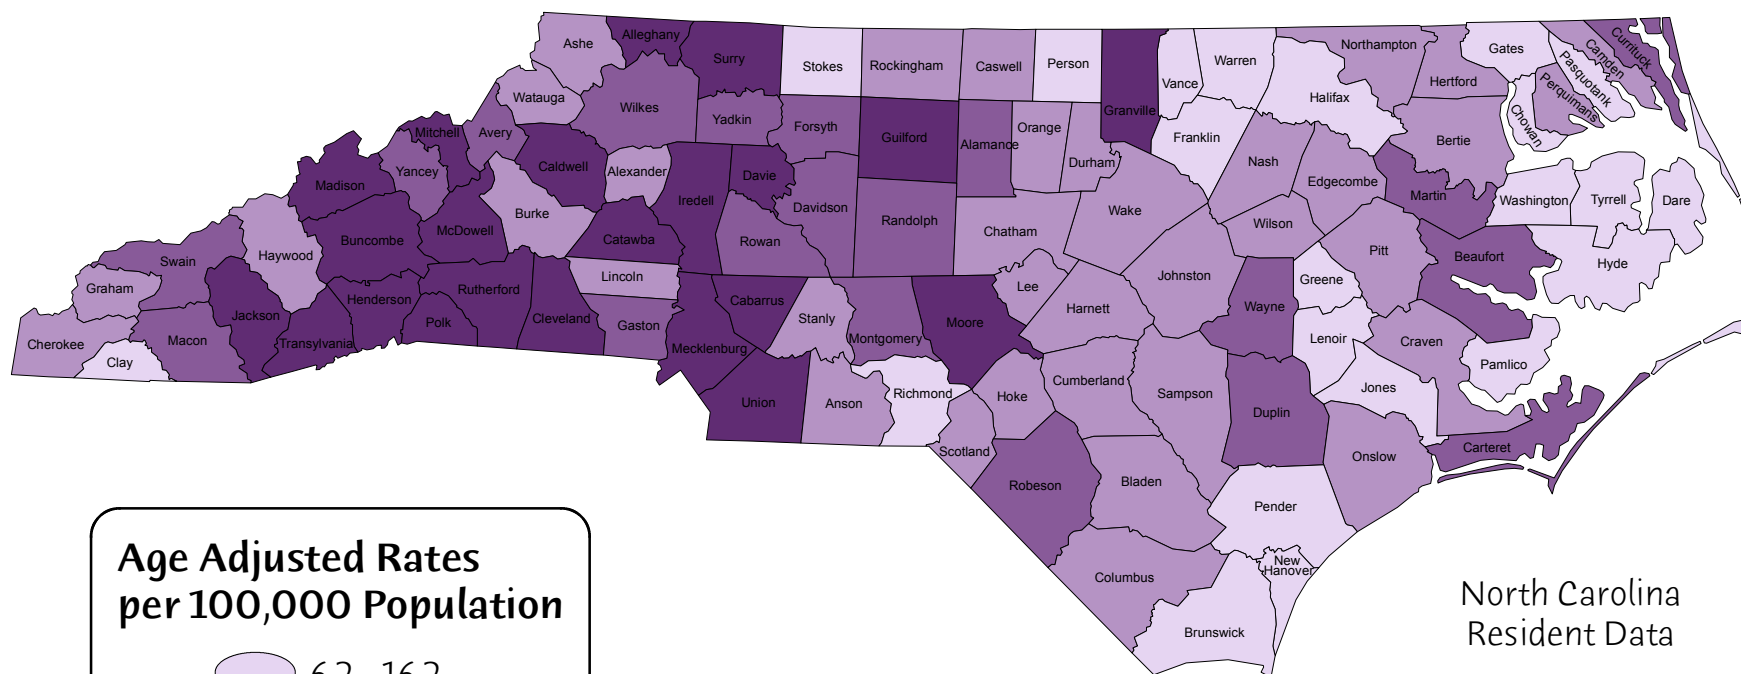 Ashe
Alleghany
Surry
Stokes
Rockingham
Caswell
Person
Granville
Vance
Warren
Northampton
Halifax
Hertford
Gates
Currituck
Camden
Pasquotank
Perquimans
Chowan
Watauga
Wilkes
Yadkin
Forsyth
Guilford
Alamance
Orange
Durham
Franklin
Nash
Edgecombe
Bertie
Martin
Washington
Tyrrell
Dare
Mitchell
Avery
Yancey
Madison
Caldwell
Alexander
Iredell
Davie
Davidson
Randolph
Chatham
Wake
Wilson
Pitt
Beaufort
Hyde
Burke
McDowell
Buncombe
Haywood
Swain
Graham
Cherokee
Clay
Macon
Jackson
Transylvania
Henderson
Polk
Rutherford
Cleveland
Catawba
Lincoln
Gaston
Rowan
Cabarrus
Mecklenburg
Stanly
Montgomery
Moore
Lee
Harnett
Johnston
Wayne
Greene
Lenoir
Craven
Pamlico
Jones
Carteret
Union
Anson
Richmond
Scotland
Hoke
Cumberland
Sampson
Duplin
Onslow
Robeson
Bladen
Pender
New
Hanover
Columbus
Brunswick
Age Adjusted Rates
per 100,000 Population
6.2 - 16.2
North Carolina
Resident Data